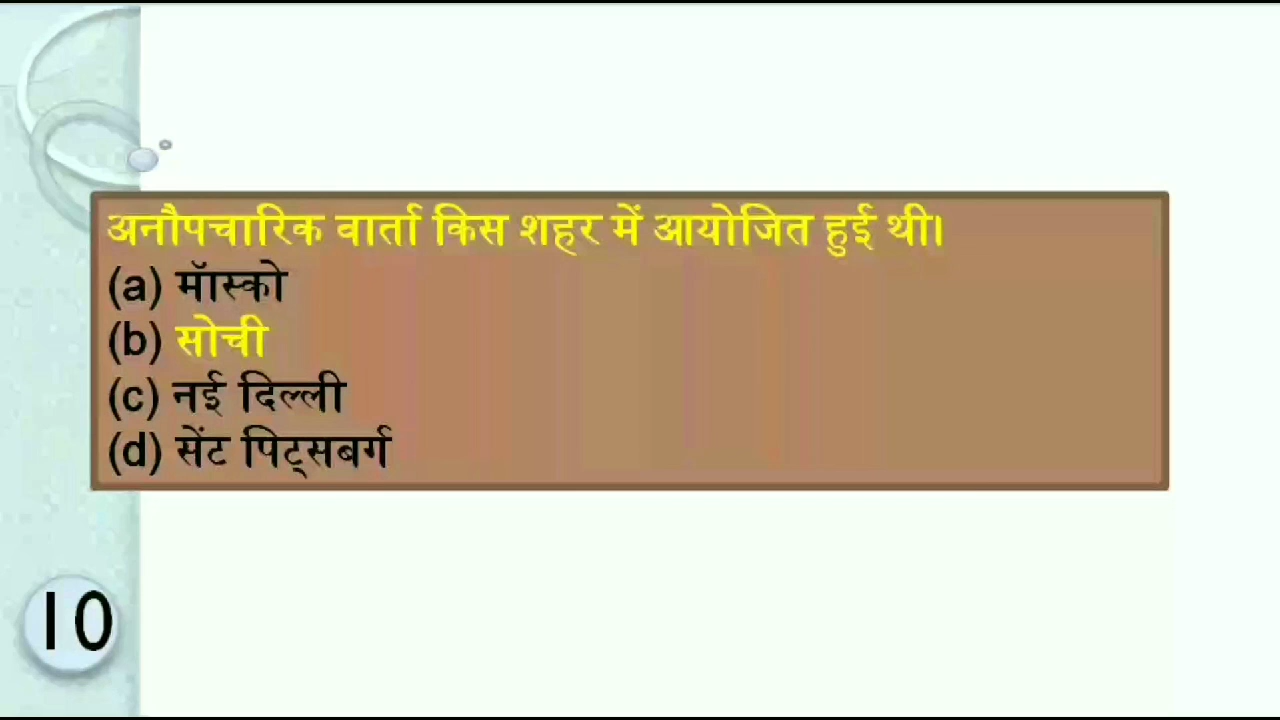 अनौपचारिक वार्ता किस शहर में आयोजित हुई थी।
(a) मॅास्को
(b) सोची
(c) नई दिल्ली
(d) सेंट पिट्सबर्ग
10